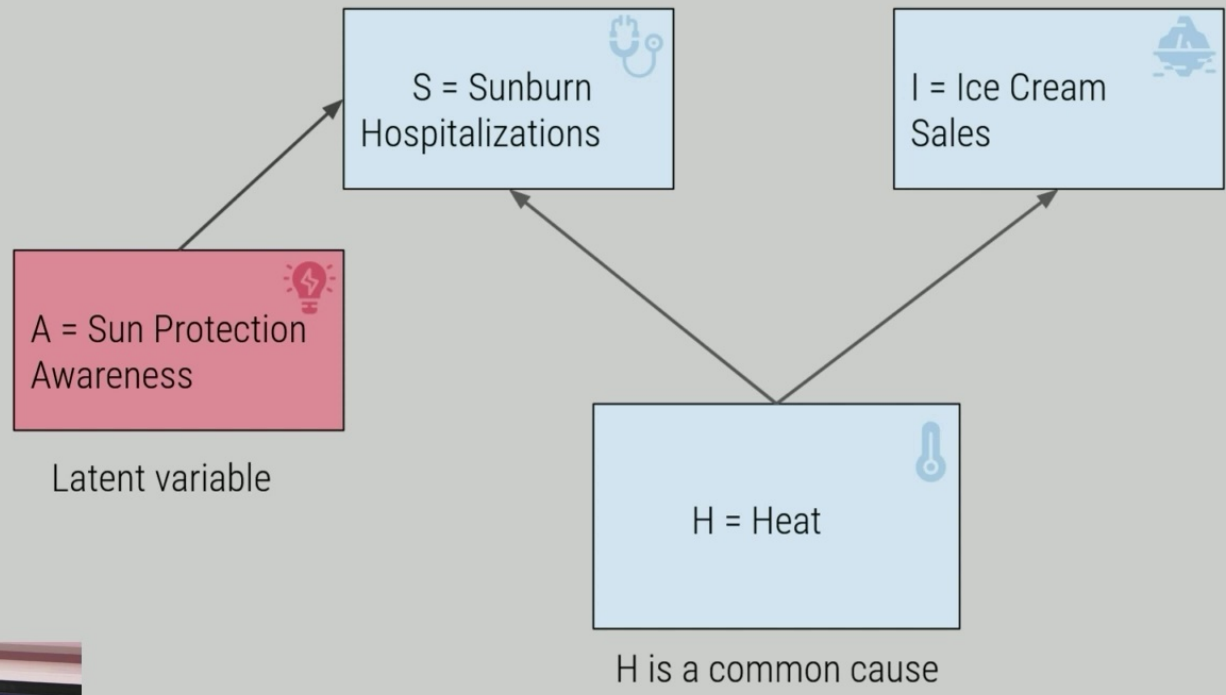 S = Sunburn
Hospitalizations
I = Ice Cream
Sales
A = Sun Protection
Awareness
Latent variable
H = Heat
H is a common cause